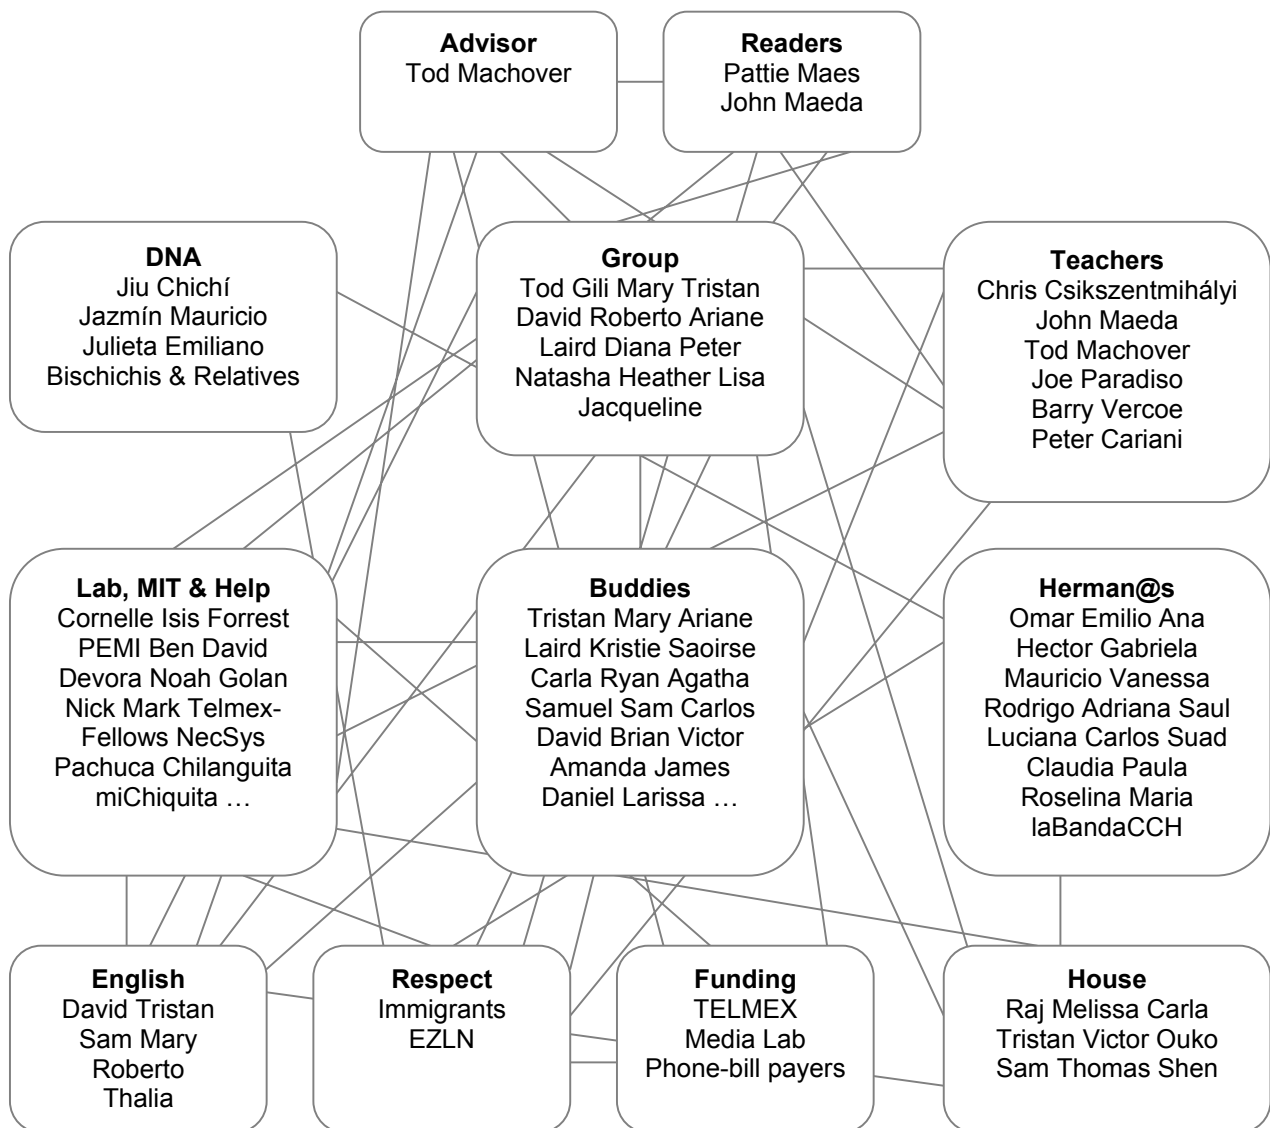 Advisor
Tod Machover
Readers
Pattie Maes
John Maeda
DNA
Jiu Chichí
Jazmín Mauricio
Julieta Emiliano
Bischichis & Relatives
Group
Tod Gili Mary Tristan
David Roberto Ariane
Laird Diana Peter
Natasha Heather Lisa
Jacqueline
Teachers
Chris Csikszentmihályi
John Maeda
Tod Machover
Joe Paradiso
Barry Vercoe
Peter Cariani
Lab, MIT & Help
Cornelle Isis Forrest
PEMI Ben David
Devora Noah Golan
Nick Mark Telmex-
Fellows NecSys
Pachuca Chilanguita
miChiquita …
Buddies
Tristan Mary Ariane
Laird Kristie Saoirse
Carla Ryan Agatha
Samuel Sam Carlos
David Brian Victor
Amanda James
Daniel Larissa …
Herman@s
Omar Emilio Ana
Hector Gabriela
Mauricio Vanessa
Rodrigo Adriana Saul
Luciana Carlos Suad
Claudia Paula
Roselina Maria
laBandaCCH
English
David Tristan
Sam Mary
Roberto
Thalia
Respect
Immigrants
EZLN
Funding
TELMEX
Media Lab
Phone-bill payers
House
Raj Melissa Carla
Tristan Victor Ouko
Sam Thomas Shen